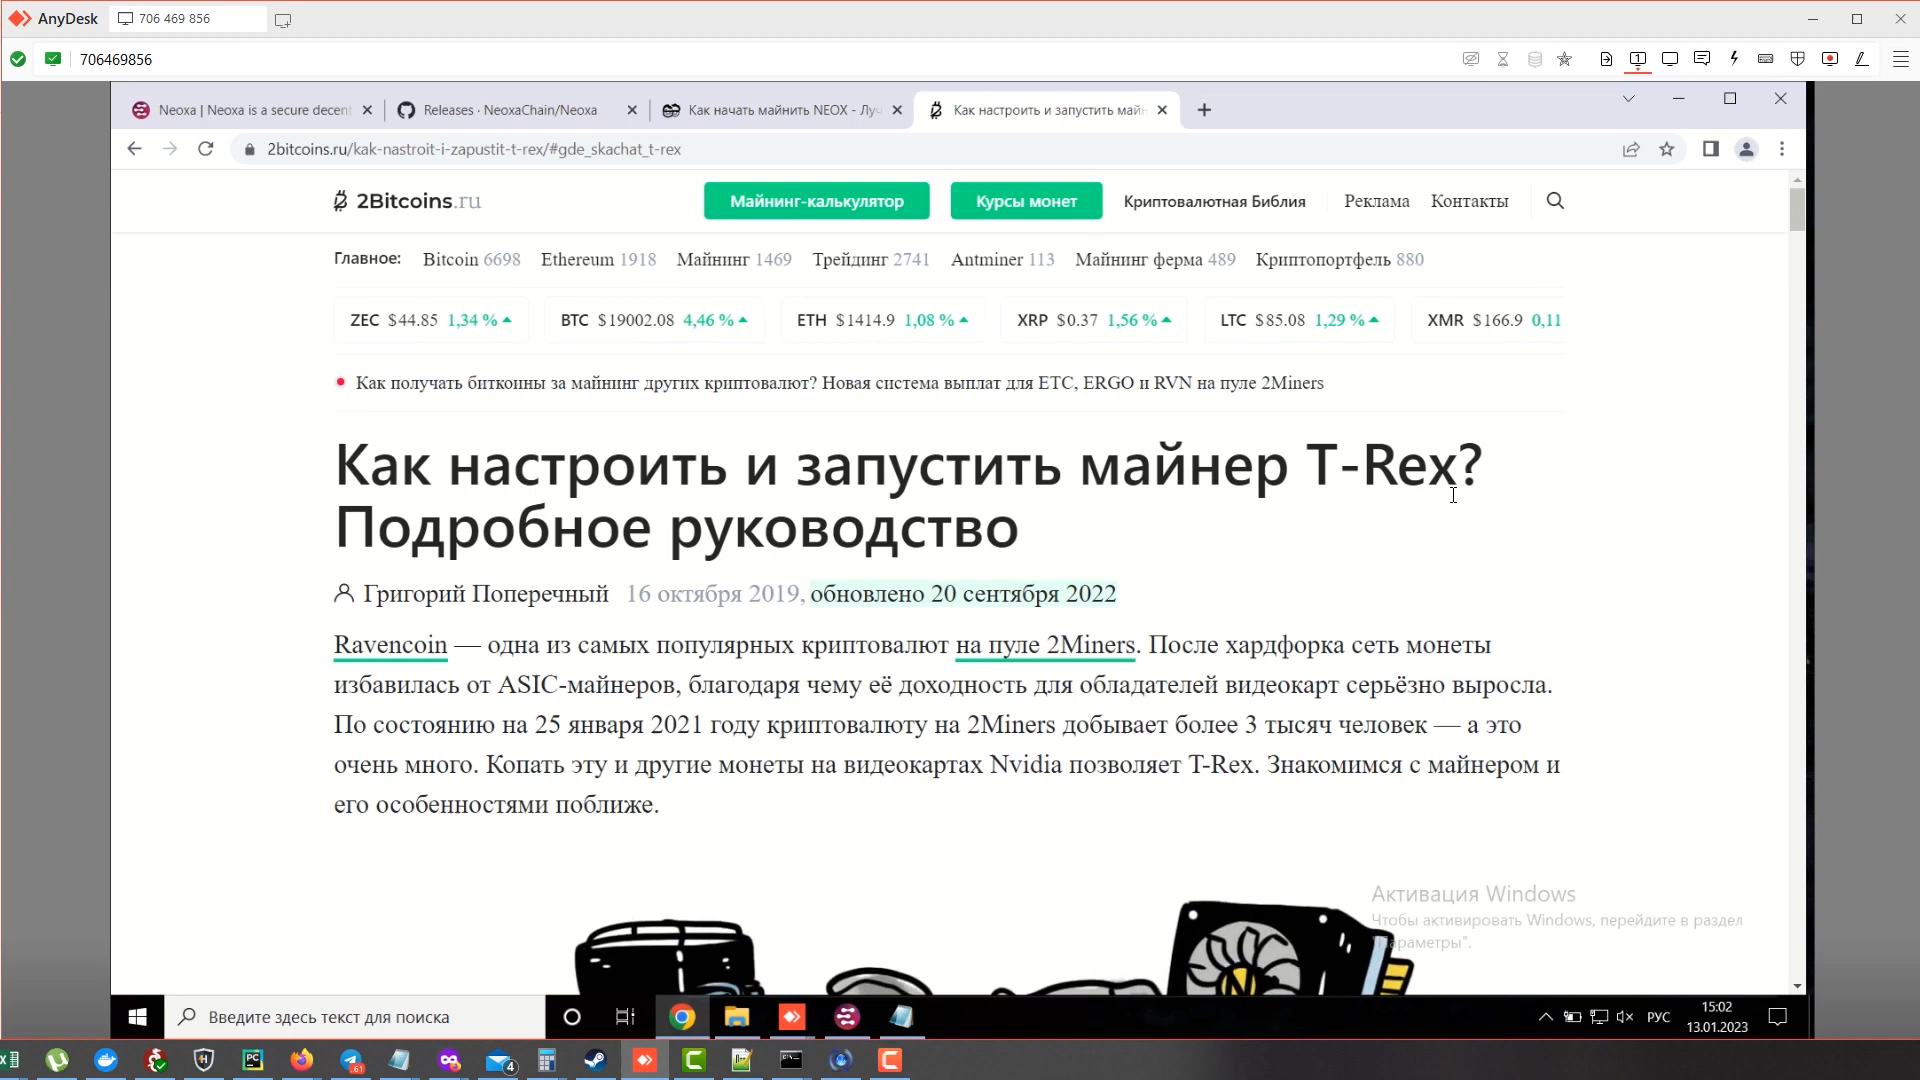 AnyDesk
706 469 856
706469856
Neoxa | Neoxa is a secure decent
Releases · NeoxaChain/Neoxa
Как начать майнить NEOX - Луч
Как настроить и запустить майн
2bitcoins.ru/kak-nastroit-i-zapustit-t-rex/#gde_skachat_t-rex
2Bitcoins.ru
Майнинг-калькулятор
Курсы монет
Криптовалютная Библия
Реклама
Контакты
Главное: Bitcoin 6698 Ethereum 1918 Майнинг 1469 Трейдинг 2741 Antminer 113 Майнинг ферма 489 Криптопортфель 880
ZEC $44.85 1,34 % BTC $19002.08 4,46 % ETH $1414.9 1,08 % XRP $0.37 1,56 % LTC $85.08 1,29 % XMR $166.9 0,11
Как получать биткоины за майнинг других криптовалют? Новая система выплат для ETC, ERGO и RVN на пуле 2Miners
Как настроить и запустить майнер T-Rex?
Подробное руководство
Григорий Поперечный 16 октября 2019, обновлено 20 сентября 2022
Ravencoin — одна из самых популярных криптовалют на пуле 2Miners. После хардфорка сеть монеты
избавилась от ASIC-майнеров, благодаря чему её доходность для обладателей видеокарт серьёзно выросла.
По состоянию на 25 января 2021 году криптовалюту на 2Miners добывает более 3 тысяч человек — а это
очень много. Копать эту и другие монеты на видеокартах Nvidia позволяет T-Rex. Знакомимся с майнером и
его особенностями поближе.
Активация Windows
Чтобы активировать Windows, перейдите в раздел
"Параметры".
Введите здесь текст для поиска
РУС
15:02
13.01.2023
PC
.61
4